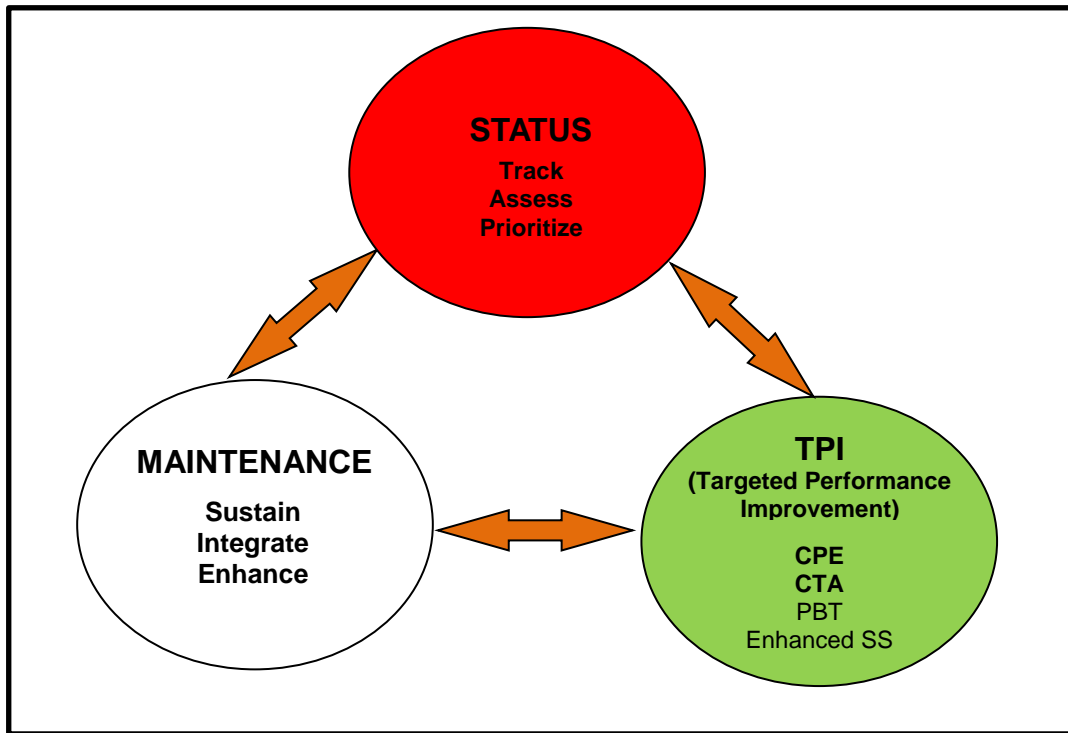 STATUS
Track
Assess
Prioritize
MAINTENANCE
Sustain
Integrate
Enhance
TPI
(Targeted Performance
Improvement)
CPE
CTA
PBT
Enhanced SS